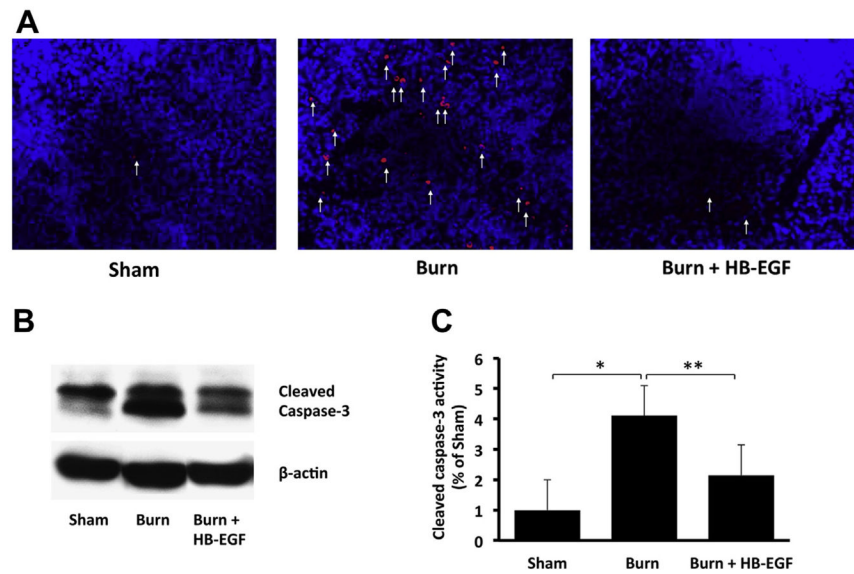 A
Sham
Burn
Burn + HB-EGF
B
Cleaved
Caspase-3
β-actin
Sham
Burn
Burn +
HB-EGF
C
Cleaved caspase-3 activity
(% of Sham)
6
5
4
3
2
1
0
*
**
Sham
Burn
Burn + HB-EGF